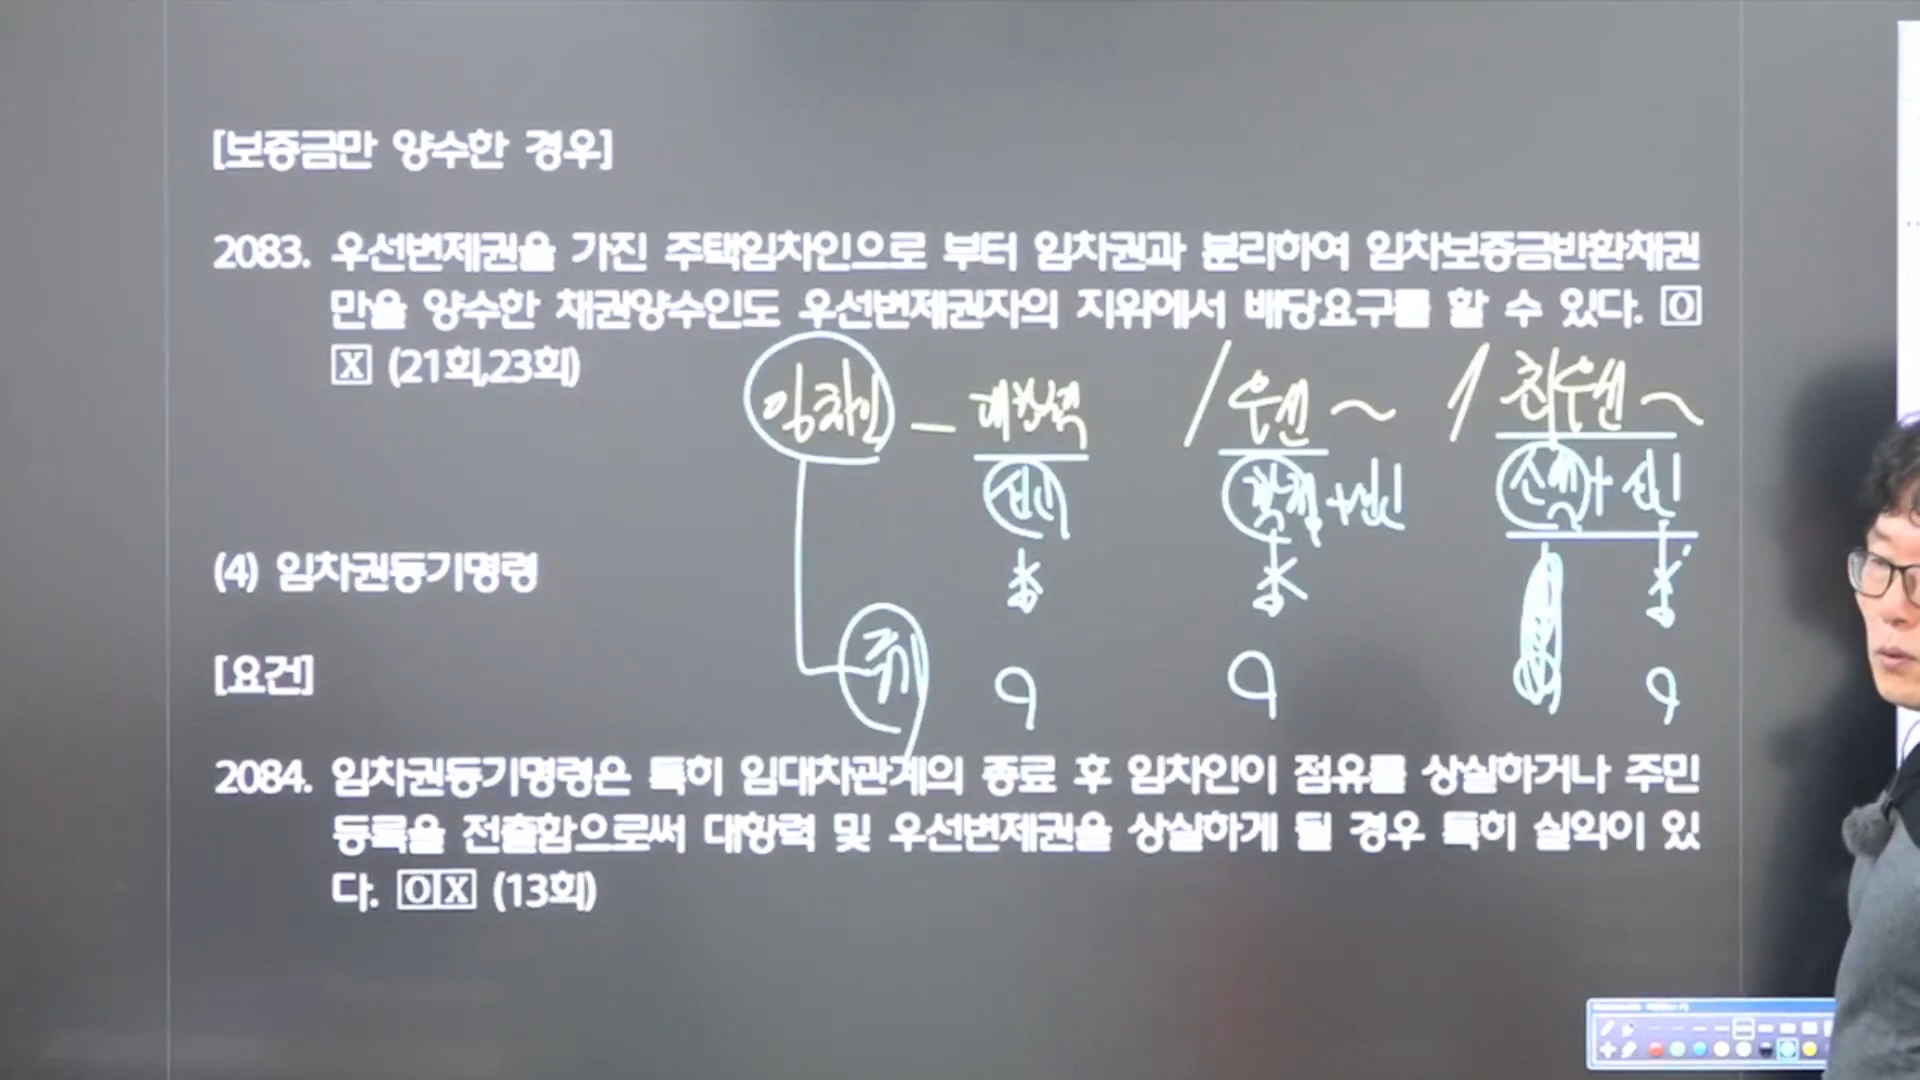 [보증금만 양수한 경우]
2083. 우선변제권을 가진 주택임차인으로 부터 임차권과 분리하여 임차보증금반환채권
만을 양수한 채권양수인도 우선변제권자의 지위에서 배당요구를 할 수 있다. O
X (21회,23회)
임차인 - 대항력 / 우선~ / 최우선~
(4) 임차권등기명령
[요건]
2084. 임차권등기명령은 특히 임대차관계의 종료 후 임차인이 점유를 상실하거나 주민
등록을 전출함으로써 대항력 및 우선변제권을 상실하게 될 경우 특히 실익이 있
다. O X (13회)